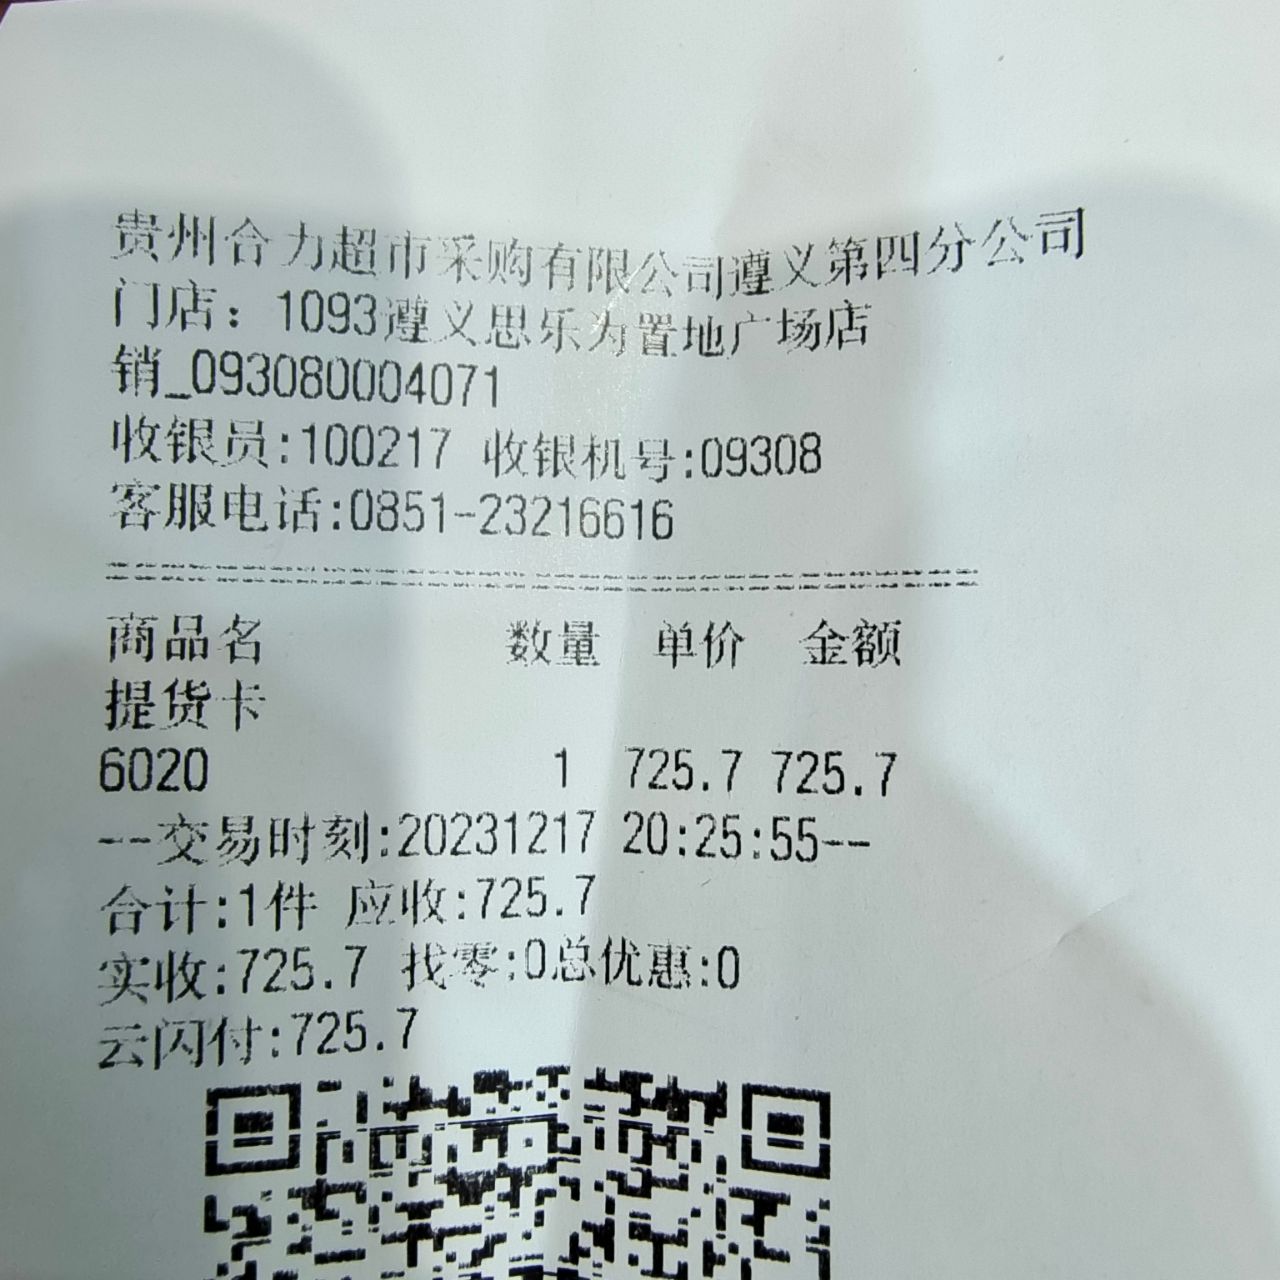 贵州合力超市采购有限公司遵义第四分公司
门店：1093遵义思乐为置地广场店
销_093080004071
收银员:100217 收银机号:09308
客服电话:0851-23216616
商品名 数量 单价 金额
提货卡
6020 1 725.7 725.7
--交易时刻:20231217 20:25:55--
合计:1件 应收:725.7
实收:725.7 找零:0总优惠:0
云闪付:725.7